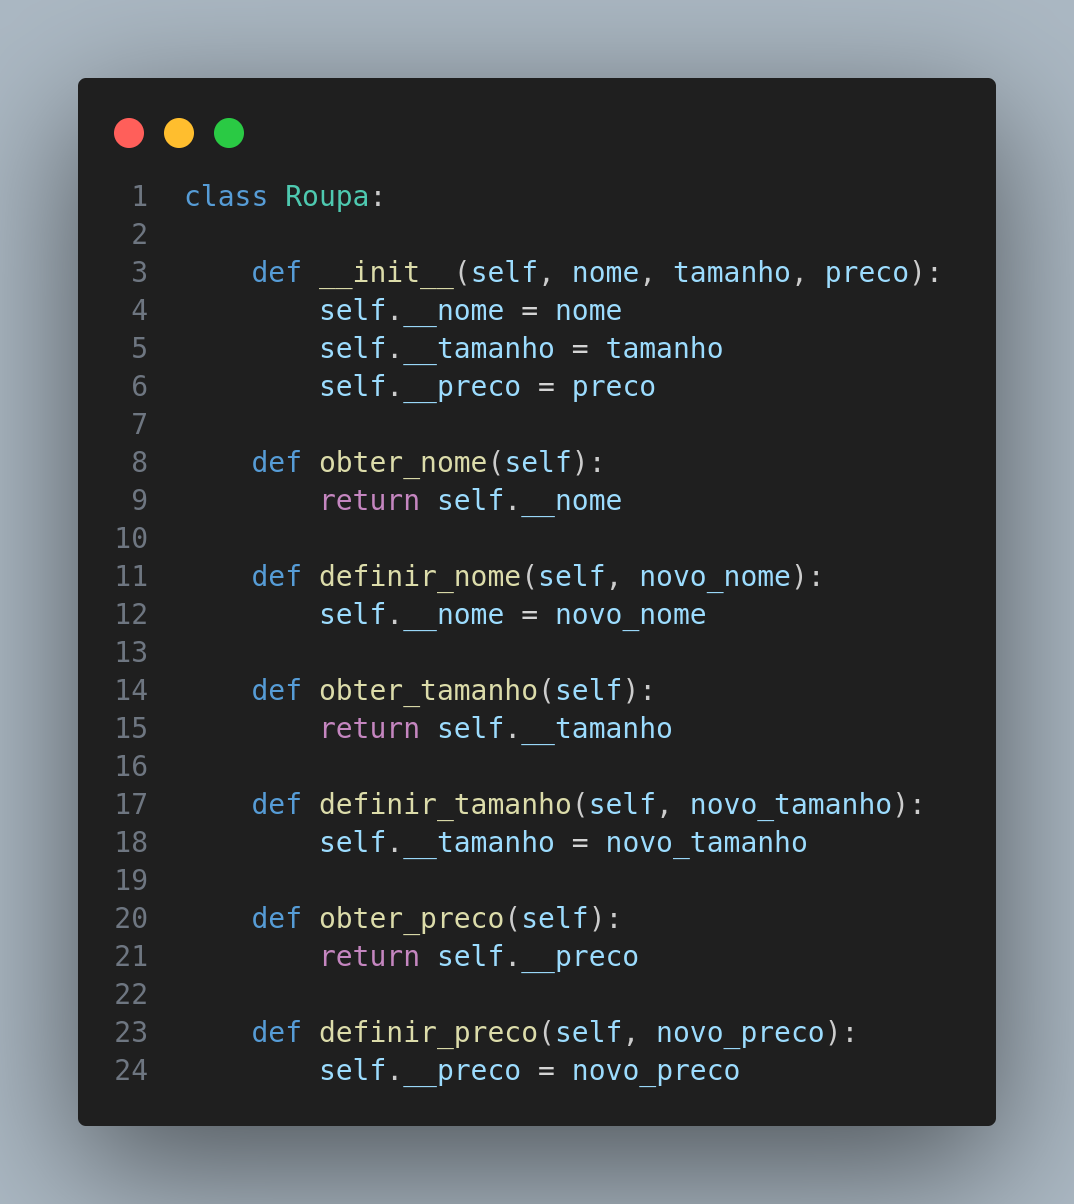 1 class Roupa:
2
3     def __init__(self, nome, tamanho, preco):
4         self.__nome = nome
5         self.__tamanho = tamanho
6         self.__preco = preco
7
8     def obter_nome(self):
9         return self.__nome
10
11     def definir_nome(self, novo_nome):
12         self.__nome = novo_nome
13
14     def obter_tamanho(self):
15         return self.__tamanho
16
17     def definir_tamanho(self, novo_tamanho):
18         self.__tamanho = novo_tamanho
19
20     def obter_preco(self):
21         return self.__preco
22
23     def definir_preco(self, novo_preco):
24         self.__preco = novo_preco